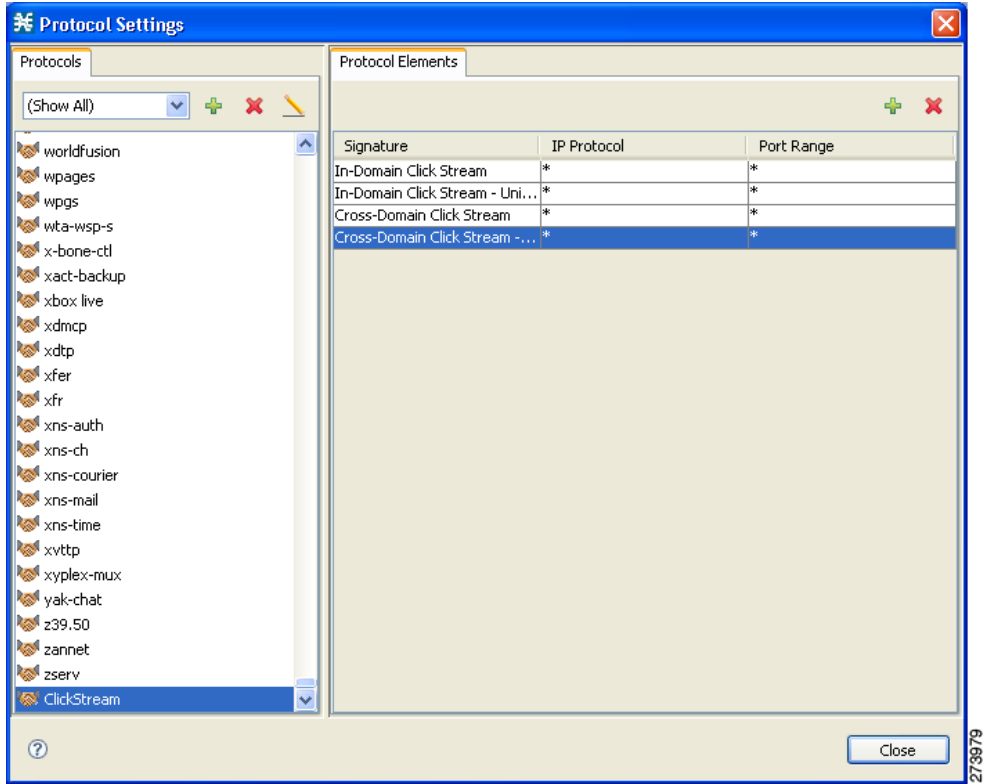 Protocol Settings
Protocols
(Show All)
worldfusion
wpages
wpgs
wta-wsp-s
x-bone-ctl
xact-backup
xbox live
xdmcp
xdtp
xfer
xfr
xns-auth
xns-ch
xns-courier
xns-mail
xns-time
xvttp
xyplex-mux
yak-chat
z39.50
zannet
zserv
ClickStream
Protocol Elements
Signature IP Protocol Port Range
In-Domain Click Stream * *
In-Domain Click Stream - Uni... * *
Cross-Domain Click Stream * *
Cross-Domain Click Stream -... * *
?
Close
273979